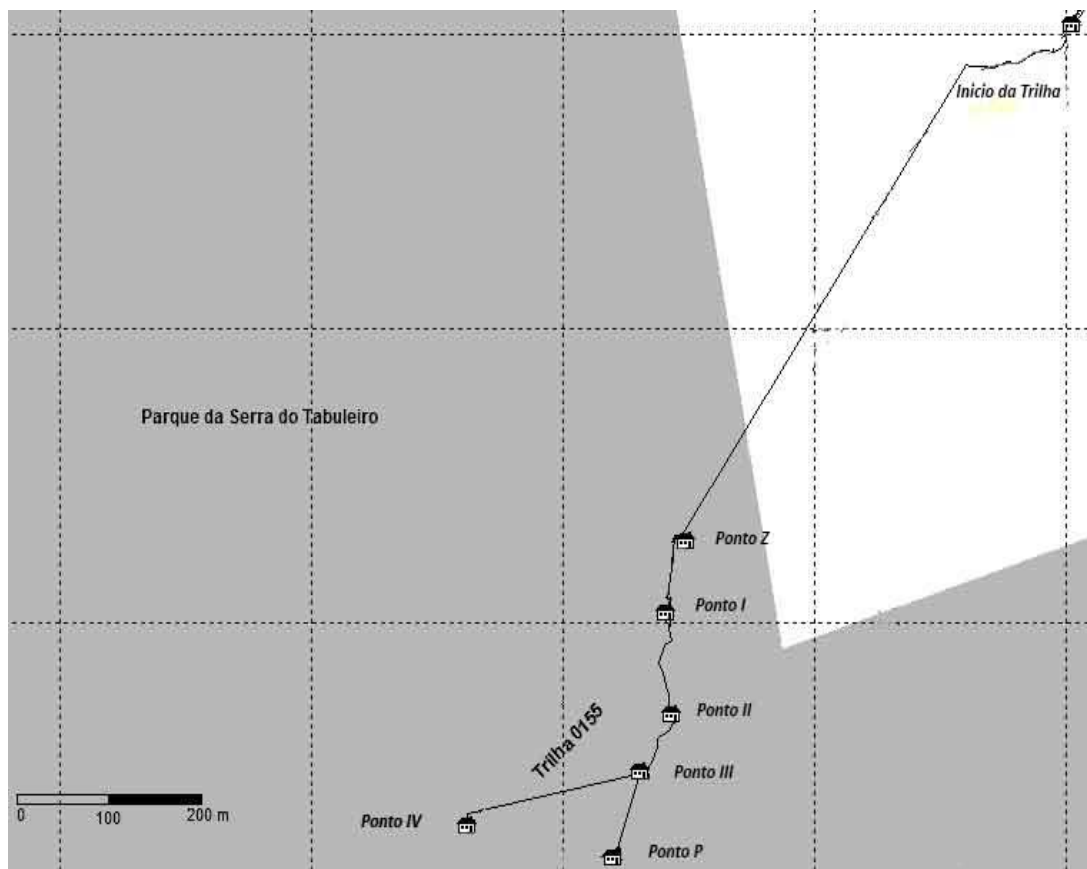 Inicio da Trilha
Parque da Serra do Tabuleiro
Ponto Z
Ponto I
Ponto II
Trilha 0155
Ponto III
0 100 200 m
Ponto IV
Ponto P